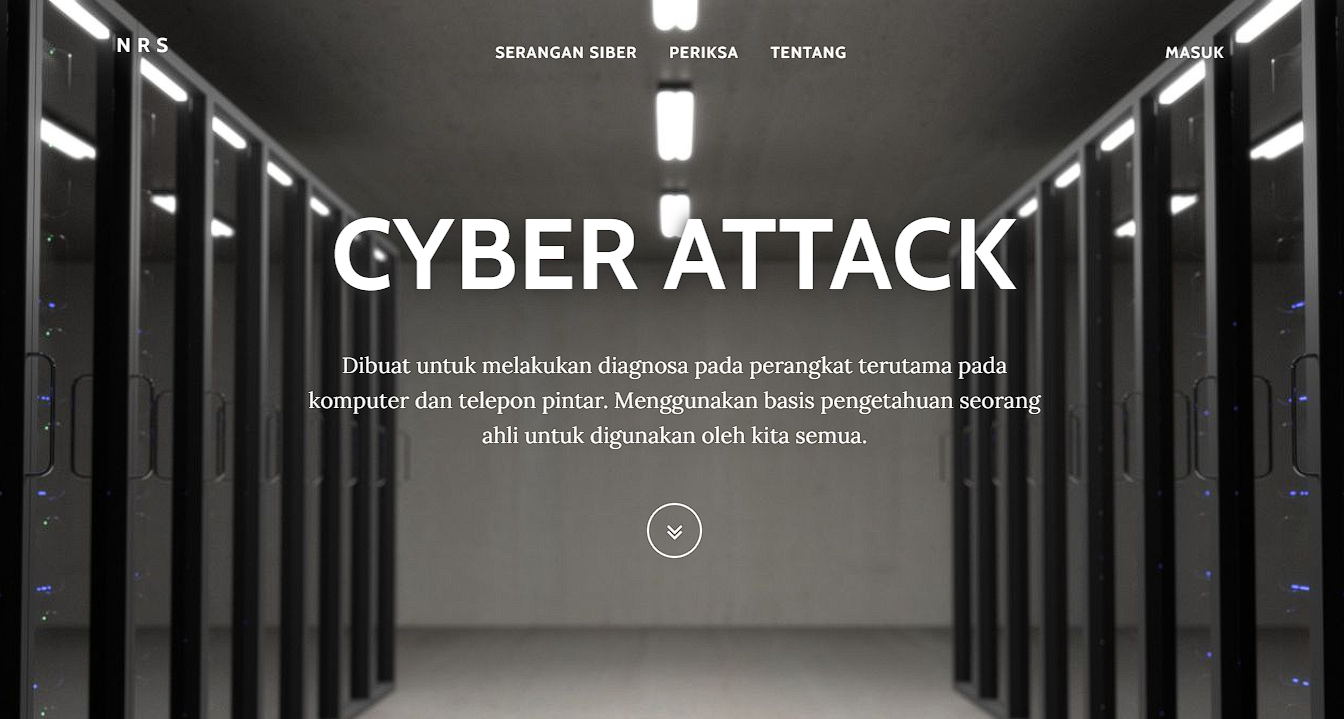 NRS
SERANGAN SIBER PERIKSA TENTANG
MASUK
CYBER ATTACK
Dibuat untuk melakukan diagnosa pada perangkat terutama pada
komputer dan telepon pintar. Menggunakan basis pengetahuan seorang
ahli untuk digunakan oleh kita semua.